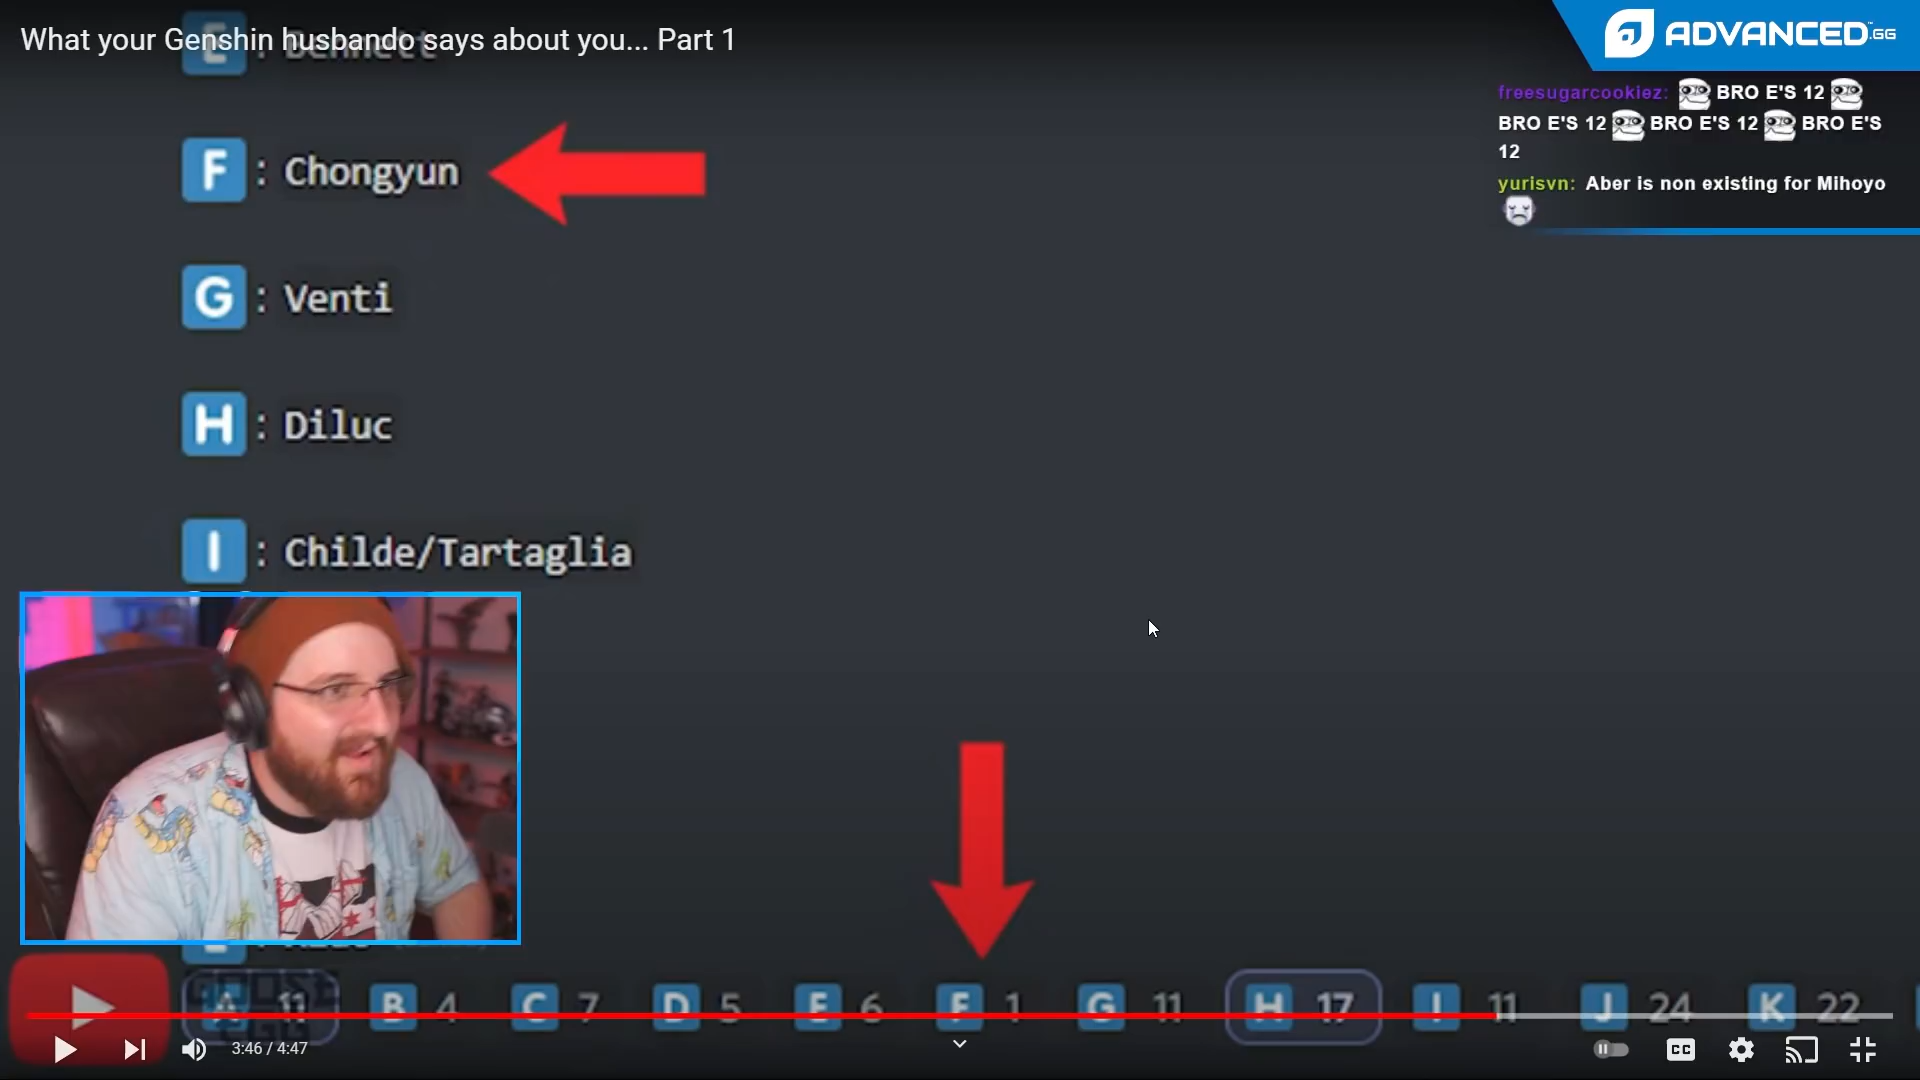 What your Genshin husbando says about you... Part 1
ADVANCED.GG
E : Bennett
freesugarcookiez: BRO E'S 12
BRO E'S 12 BRO E'S 12 BRO E'S
12
yurisvn: Aber is non existing for Mihoyo
F : Chongyun
G : Venti
H : Diluc
I : Childe/Tartaglia
A 11 B 4 C 7 D 5 E 6 F 1 G 11 H 17 I 11 J 24 K 22
3:46 / 4:47
CC